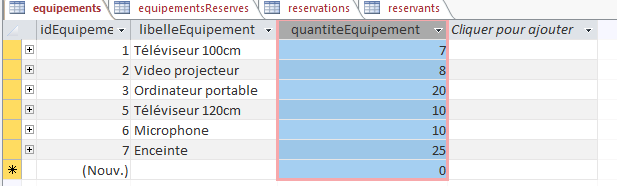 equipements equipementsReserves reservations reservants
idEquipeme libelleEquipement quantiteEquipement Cliquer pour ajouter
1 Téléviseur 100cm 7
2 Video projecteur 8
3 Ordinateur portable 20
5 Téléviseur 120cm 10
6 Microphone 10
7 Enceinte 25
(Nouv.) 0